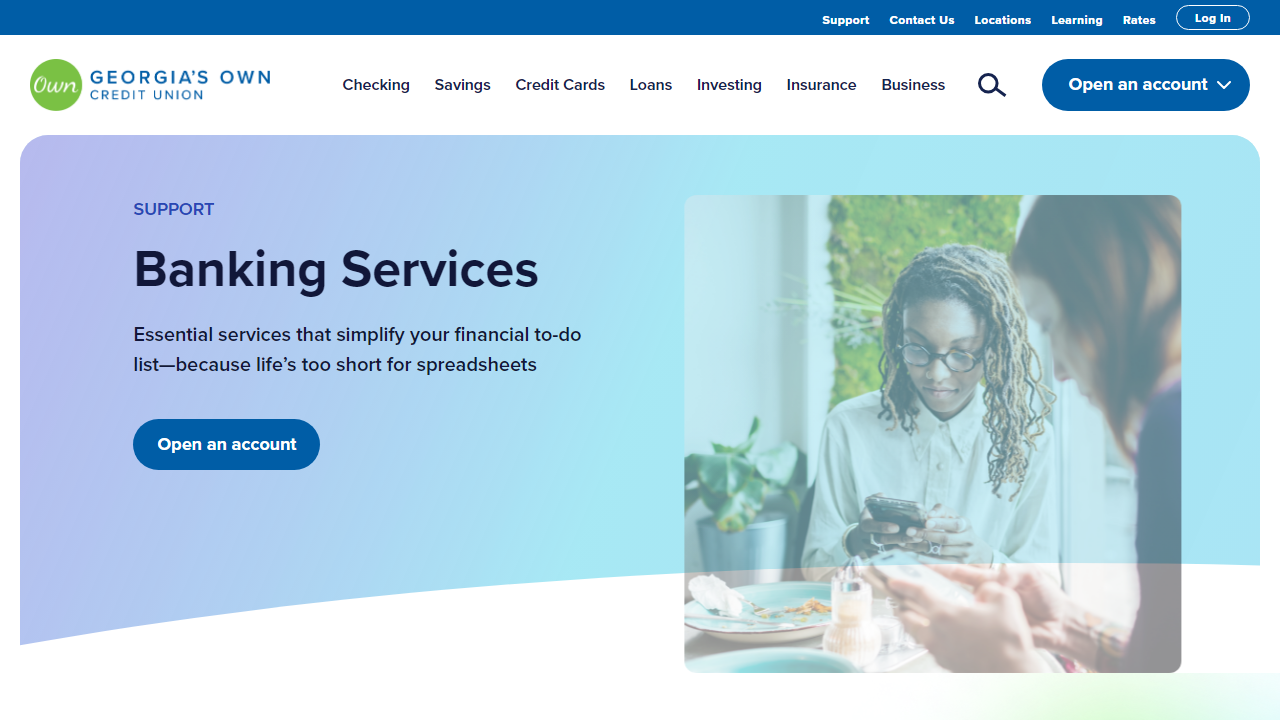 Support Contact Us Locations Learning Rates Log In
Own GEORGIA'S OWN
CREDIT UNION
Checking Savings Credit Cards Loans Investing Insurance Business Open an account
SUPPORT
Banking Services
Essential services that simplify your financial to-do
list—because life’s too short for spreadsheets
Open an account